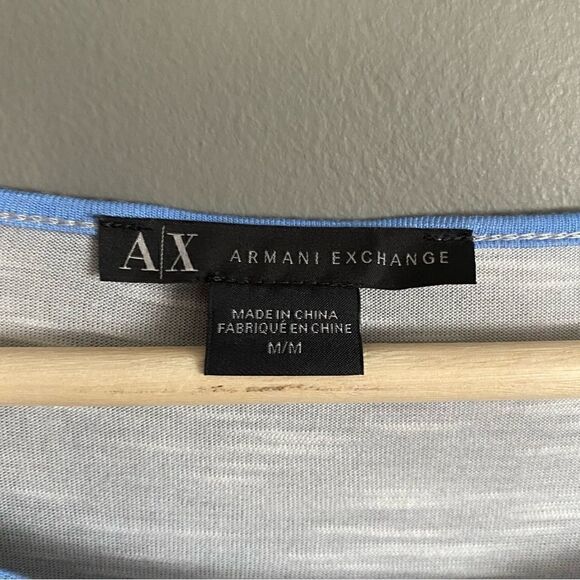 A|X ARMANI EXCHANGE
MADE IN CHINA
FABRIQUÉ EN CHINE
M/M